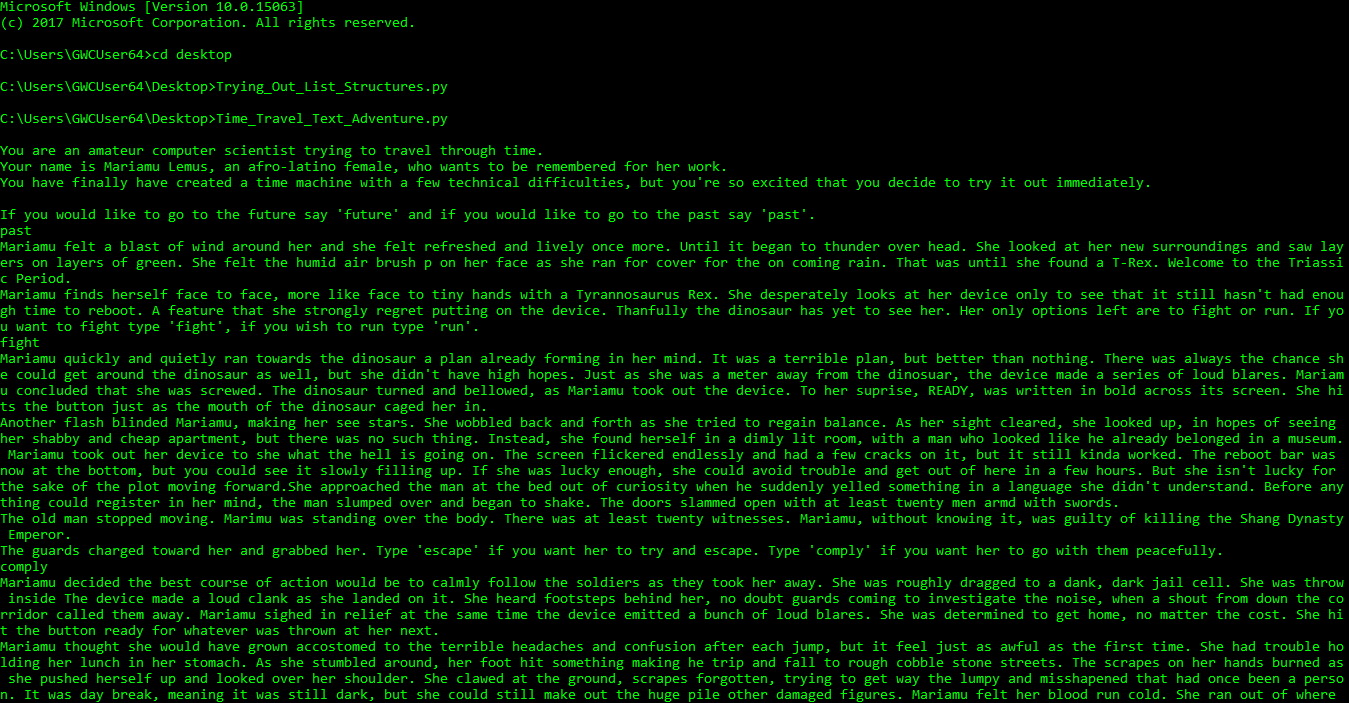 Microsoft Windows [Version 10.0.15063]
(c) 2017 Microsoft Corporation. All rights reserved.
C:\Users\GWCUser64>cd desktop
C:\Users\GWCUser64\Desktop>Trying_Out_List_Structures.py
C:\Users\GWCUser64\Desktop>Time_Travel_Text_Adventure.py
You are an amateur computer scientist trying to travel through time.
Your name is Mariamu Lemus, an afro-latino female, who wants to be remembered for her work.
You have finally have created a time machine with a few technical difficulties, but you're so excited that you decide to try it out immediately.
If you would like to go to the future say 'future' and if you would like to go to the past say 'past'.
past
Mariamu felt a blast of wind around her and she felt refreshed and lively once more. Until it began to thunder over head. She looked at her new surroundings and saw lay
ers on layers of green. She felt the humid air brush p on her face as she ran for cover for the on coming rain. That was until she found a T-Rex. Welcome to the Triassi
c Period.
Mariamu finds herself face to face, more like face to tiny hands with a Tyrannosaurus Rex. She desperately looks at her device only to see that it still hasn't had enou
gh time to reboot. A feature that she strongly regret putting on the device. Thanfully the dinosaur has yet to see her. Her only options left are to fight or run. If yo
u want to fight type 'fight', if you wish to run type 'run'.
fight
Mariamu quickly and quietly ran towards the dinosaur a plan already forming in her mind. It was a terrible plan, but better than nothing. There was always the chance sh
e could get around the dinosaur as well, but she didn't have high hopes. Just as she was a meter away from the dinosuar, the device made a series of loud blares. Mariam
u concluded that she was screwed. The dinosaur turned and bellowed, as Mariamu took out the device. To her suprise, READY, was written in bold across its screen. She hi
ts the button just as the mouth of the dinosaur caged her in.
Another flash blinded Mariamu, making her see stars. She wobbled back and forth as she tried to regain balance. As her sight cleared, she looked up, in hopes of seeing
her shabby and cheap apartment, but there was no such thing. Instead, she found herself in a dimly lit room, with a man who looked like he already belonged in a museum.
 Mariamu took out her device to she what the hell is going on. The screen flickered endlessly and had a few cracks on it, but it still kinda worked. The reboot bar was
now at the bottom, but you could see it slowly filling up. If she was lucky enough, she could avoid trouble and get out of here in a few hours. But she isn't lucky for
the sake of the plot moving forward.She approached the man at the bed out of curiosity when he suddenly yelled something in a language she didn't understand. Before any
thing could register in her mind, the man slumped over and began to shake. The doors slammed open with at least twenty men armd with swords.
The old man stopped moving. Marimu was standing over the body. There was at least twenty witnesses. Mariamu, without knowing it, was guilty of killing the Shang Dynasty
 Emperor.
The guards charged toward her and grabbed her. Type 'escape' if you want her to try and escape. Type 'comply' if you want her to go with them peacefully.
comply
Mariamu decided the best course of action would be to calmly follow the soldiers as they took her away. She was roughly dragged to a dank, dark jail cell. She was throw
 inside The device made a loud clank as she landed on it. She heard footsteps behind her, no doubt guards coming to investigate the noise, when a shout from down the co
rridor called them away. Mariamu sighed in relief at the same time the device emitted a bunch of loud blares. She was determined to get home, no matter the cost. She hi
t the button ready for whatever was thrown at her next.
Mariamu thought she would have grown accostomed to the terrible headaches and confusion after each jump, but it feel just as awful as the first time. She had trouble ho
lding her lunch in her stomach. As she stumbled around, her foot hit something making he trip and fall to rough cobble stone streets. The scrapes on her hands burned as
 she pushed herself up and looked over her shoulder. She clawed at the ground, scrapes forgotten, trying to get way the lumpy and misshapened that had once been a perso
n. It was day break, meaning it was still dark, but she could still make out the huge pile other damaged figures. Mariamu felt her blood run cold. She ran out of where